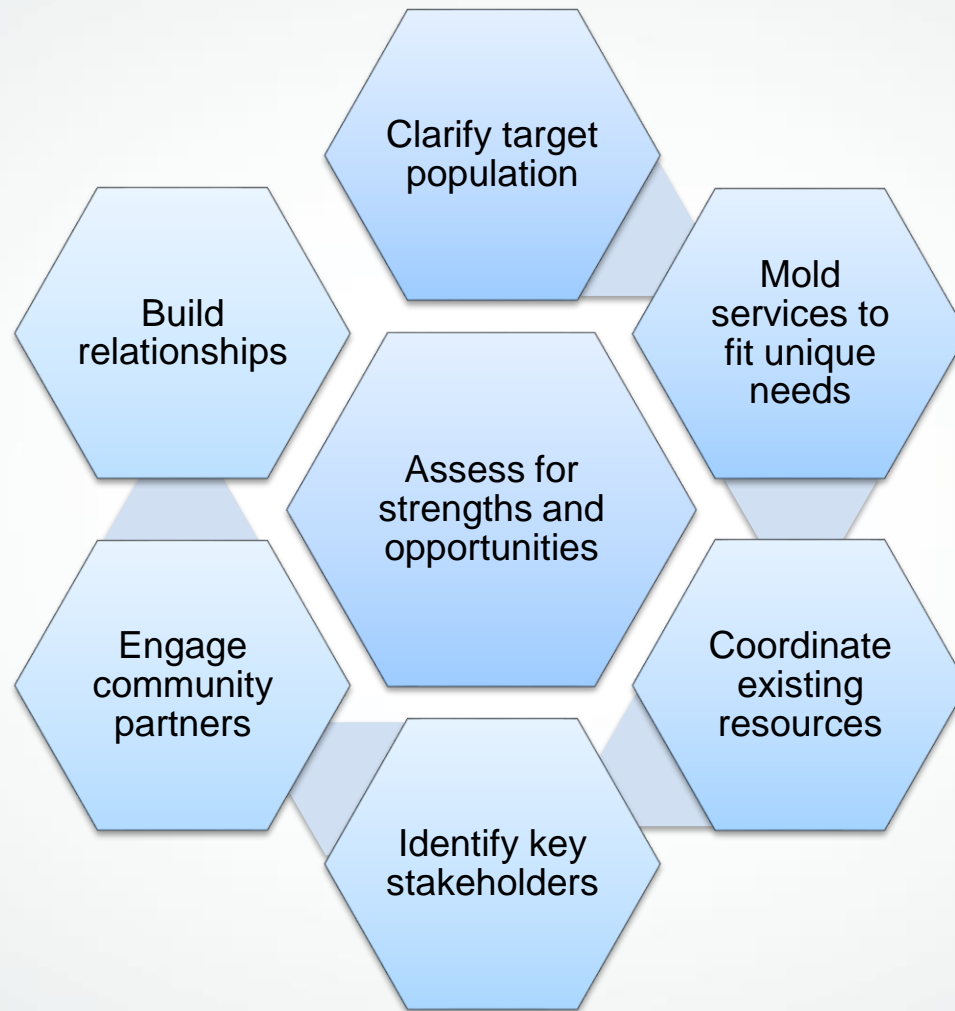 Clarify target
population
Mold
services to
fit unique
needs
Coordinate
existing
resources
Identify key
stakeholders
Engage
community
partners
Build
relationships
Assess for
strengths and
opportunities